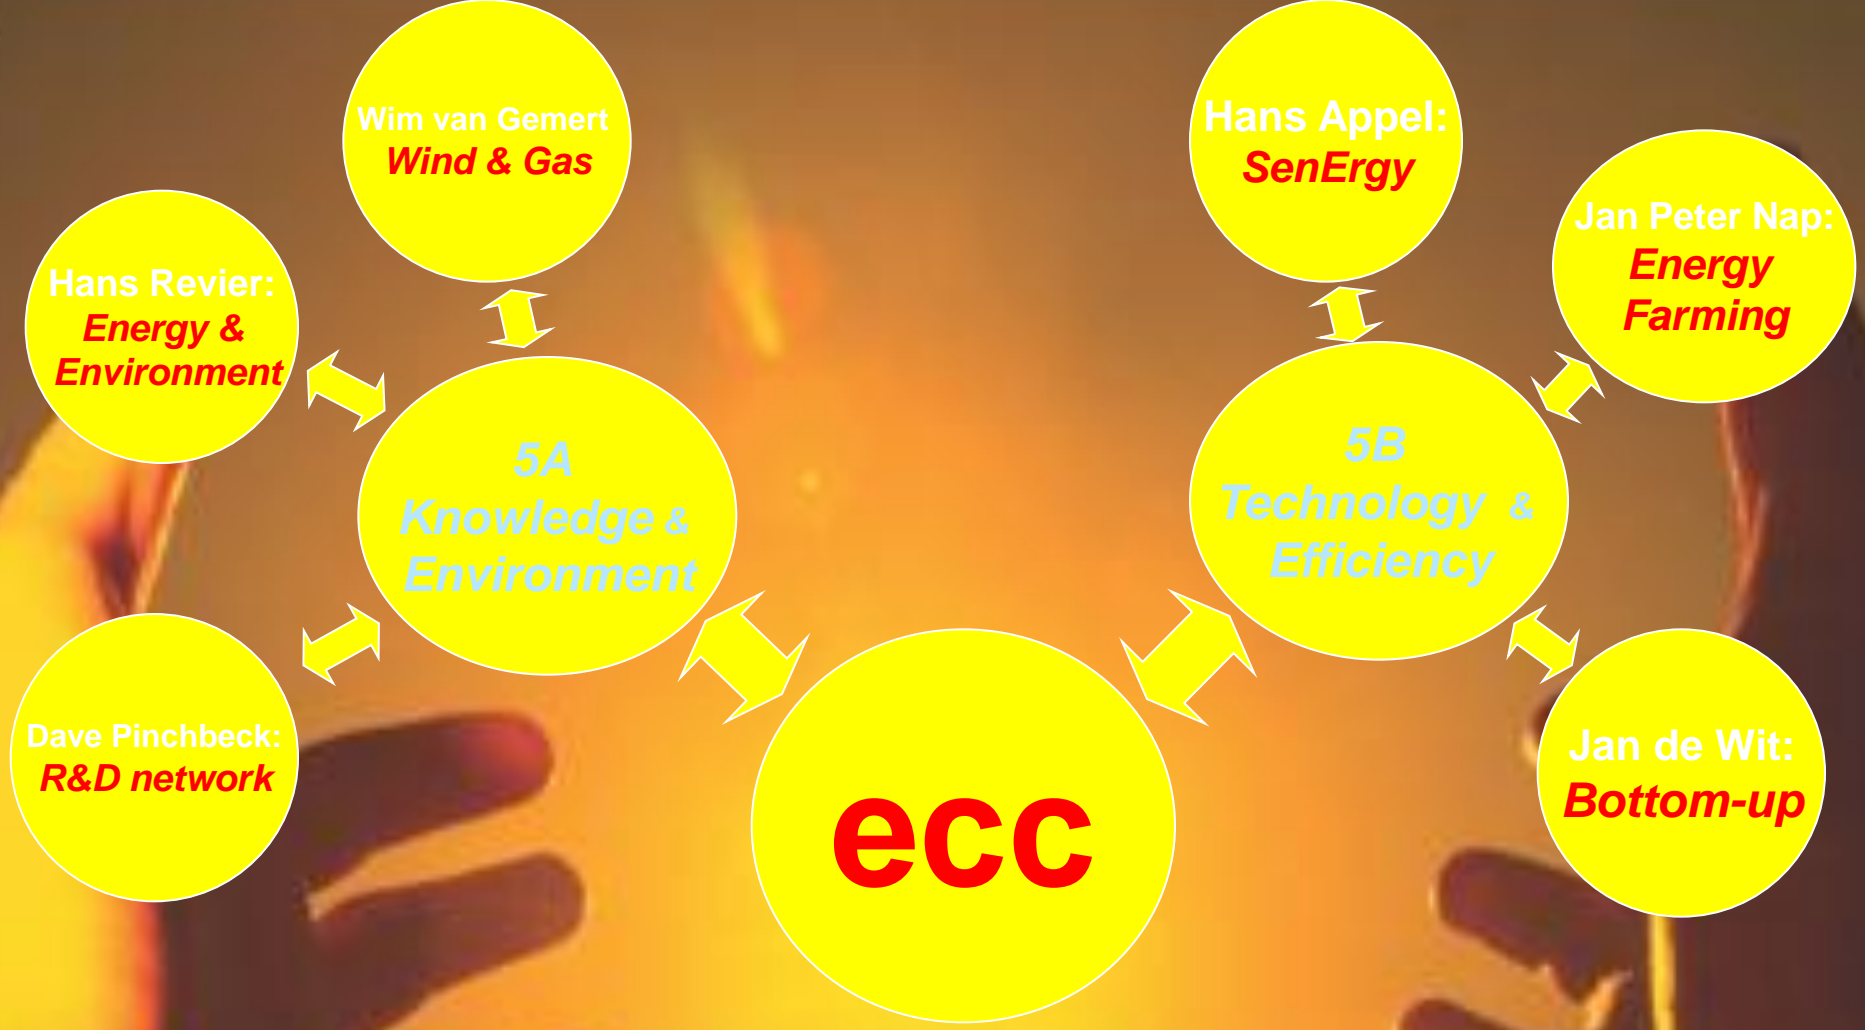 Wim van Gemert
Wind & Gas
Hans Appel:
SenErgy
Hans Revier:
Energy &
Environment
Jan Peter Nap:
Energy
Farming
5A
Knowledge &
Environment
5B
Technology &
Efficiency
Dave Pinchbeck:
R&D network
ecc
Jan de Wit:
Bottom-up